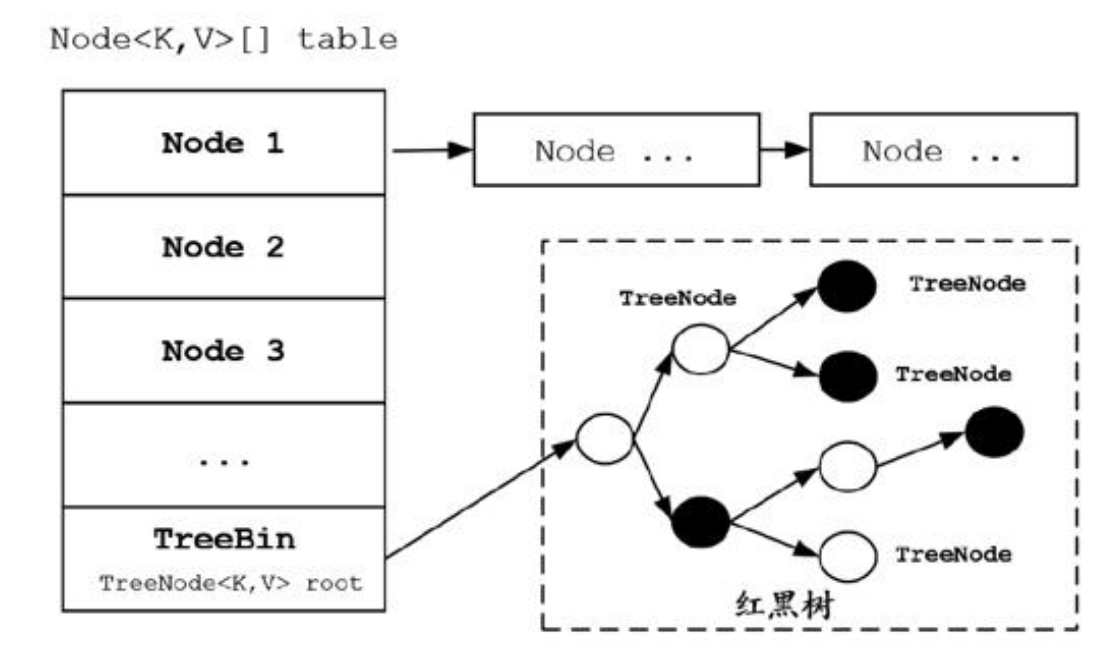 Node<K,V>[] table
Node 1
Node ...
Node ...
Node 2
Node 3
...
TreeBin
TreeNode<K,V> root
TreeNode
TreeNode
TreeNode
TreeNode
红黑树